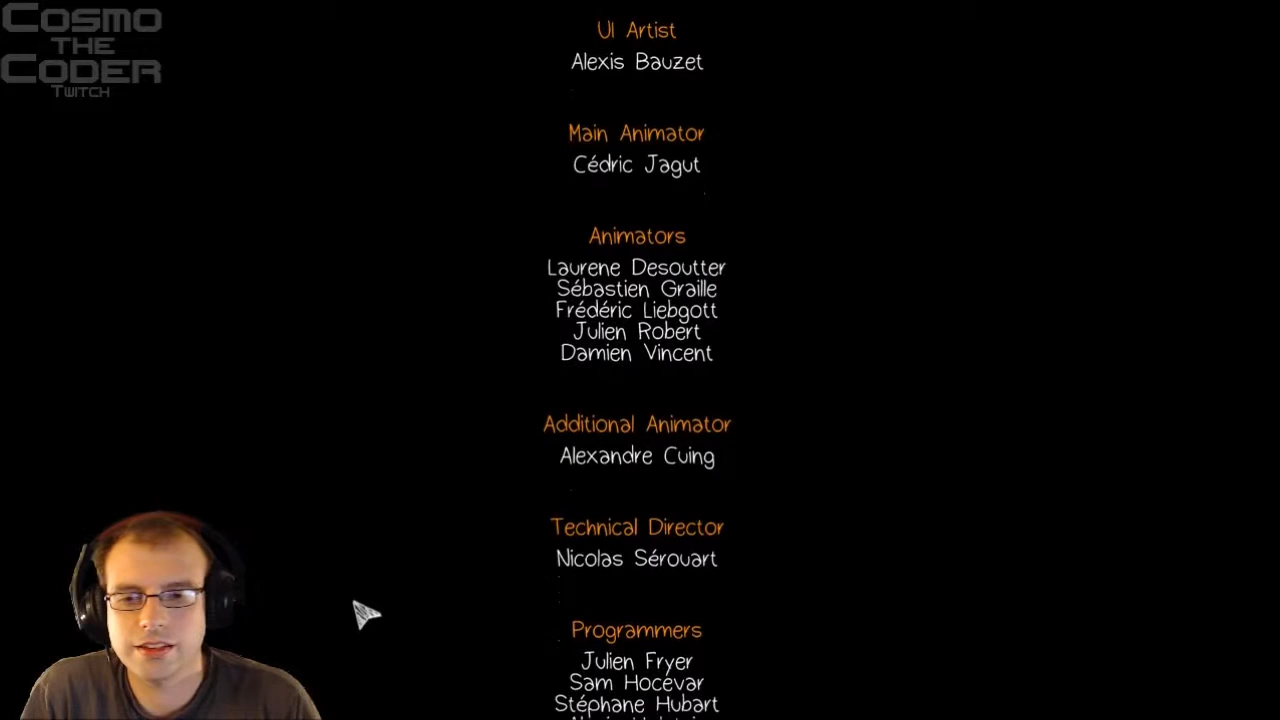 Cosmo
the
Coder
Twitch
UI Artist
Alexis Bauzet
Main Animator
Cédric Jagut
Animators
Laurene Desoutter
Sébastien Graille
Frédéric Liebgott
Julien Robert
Damien Vincent
Additional Animator
Alexandre Cuing
Technical Director
Nicolas Sérouart
Programmers
Julien Fryer
Sam Hocévar
Stéphane Hubart